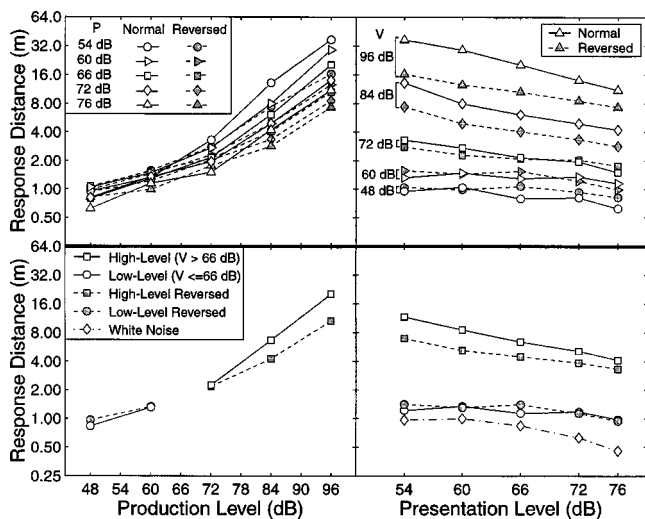 Response Distance (m)
64.0
32.0
16.0
8.00
4.00
2.00
1.00
0.50
P Normal Reversed
54 dB
60 dB
66 dB
72 dB
76 dB
V
96 dB
84 dB
72 dB
60 dB
48 dB
Normal
Reversed
Response Distance (m)
64.0
32.0
16.0
8.00
4.00
2.00
1.00
0.50
0.25
High-Level (V > 66 dB)
Low-Level (V <=66 dB)
High-Level Reversed
Low-Level Reversed
White Noise
48 54 60 66 72 78 84 90 96
Production Level (dB)
54 60 66 72 76
Presentation Level (dB)